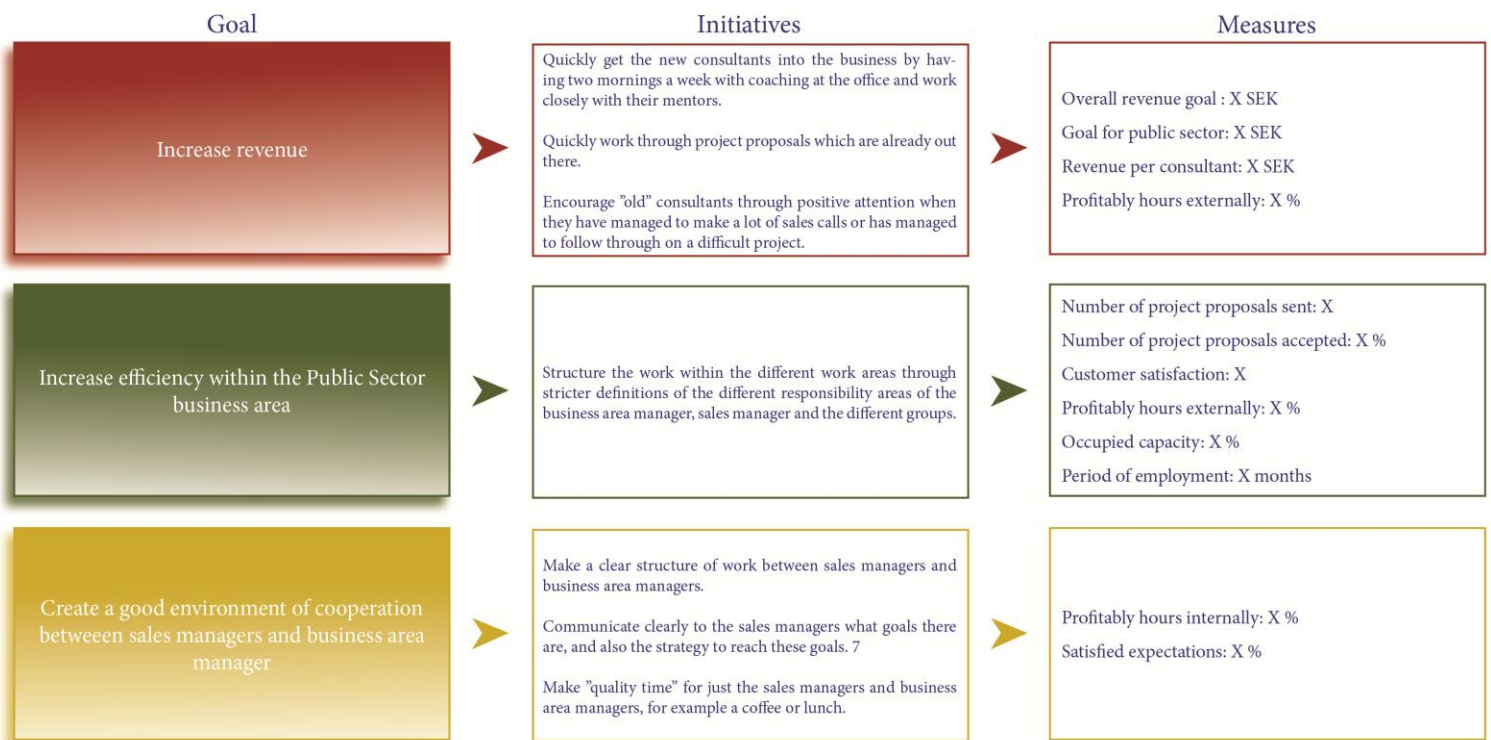 Goal
Initiatives
Measures
Increase revenue
Quickly get the new consultants into the business by hav-
ing two mornings a week with coaching at the office and work
closely with their mentors.
Quickly work through project proposals which are already out
there.
Encourage ”old” consultants through positive attention when
they have managed to make a lot of sales calls or has managed
to follow through on a difficult project.
Overall revenue goal : X SEK
Goal for public sector: X SEK
Revenue per consultant: X SEK
Profitably hours externally: X %
Increase efficiency within the Public Sector
business area
Structure the work within the different work areas through
stricter definitions of the different responsibility areas of the
business area manager, sales manager and the different groups.
Number of project proposals sent: X
Number of project proposals accepted: X %
Customer satisfaction: X
Profitably hours externally: X %
Occupied capacity: X %
Period of employment: X months
Create a good environment of cooperation
betweeen sales managers and business area
manager
Make a clear structure of work between sales managers and
business area managers.
Communicate clearly to the sales managers what goals there
are, and also the strategy to reach these goals. 7
Make ”quality time” for just the sales managers and business
area managers, for example a coffee or lunch.
Profitably hours internally: X %
Satisfied expectations: X %